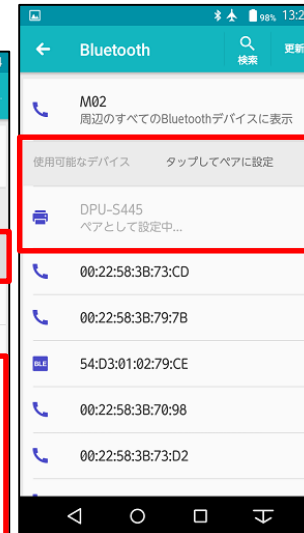 98% 13:2
Bluetooth
検索
更新
M02
周辺のすべてのBluetoothデバイスに表示
使用可能なデバイス タップしてペアに設定
DPU-S445
ペアとして設定中...
00:22:58:3B:73:CD
00:22:58:3B:79:7B
BLE 54:D3:01:02:79:CE
00:22:58:3B:70:98
00:22:58:3B:73:D2